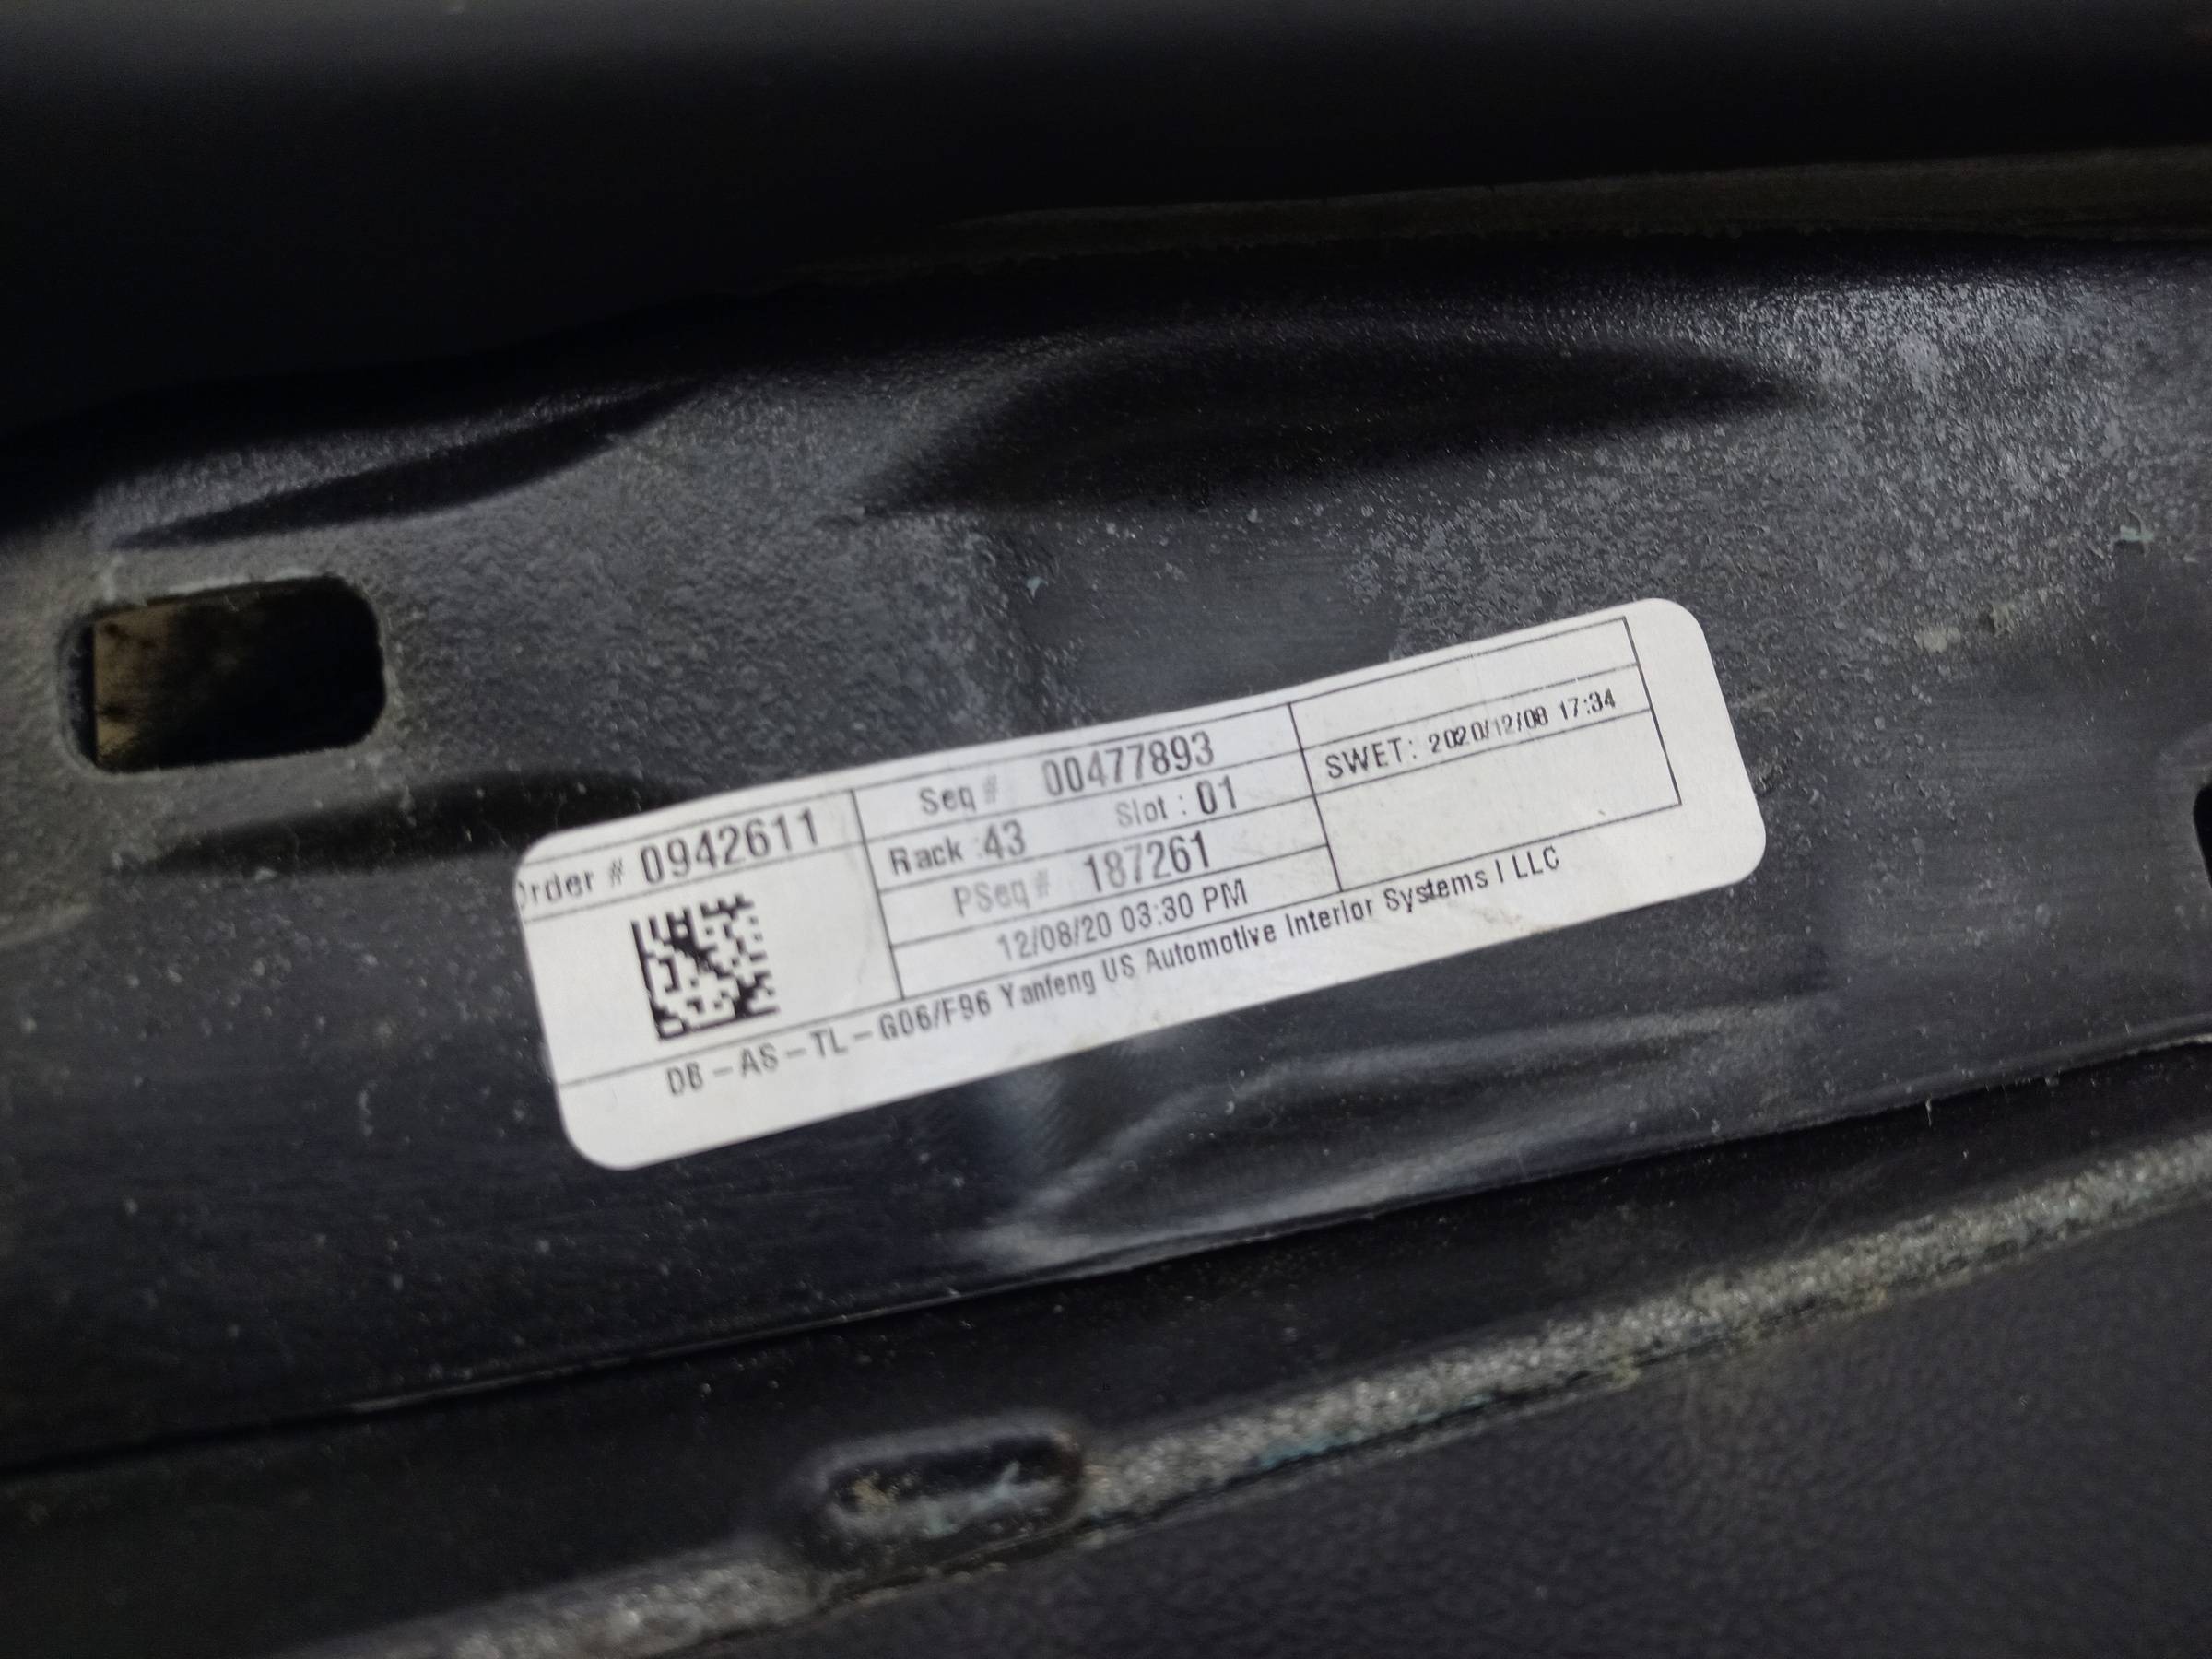 Order # 0942611
Seq # 00477893
Rack :43 Slot : 01
PSeq # 187261
12/08/20 03:30 PM
SWET: 2020/12/08 17:34
DB-AS-TL-G06/F96 Yanfeng US Automotive Interior Systems I LLC